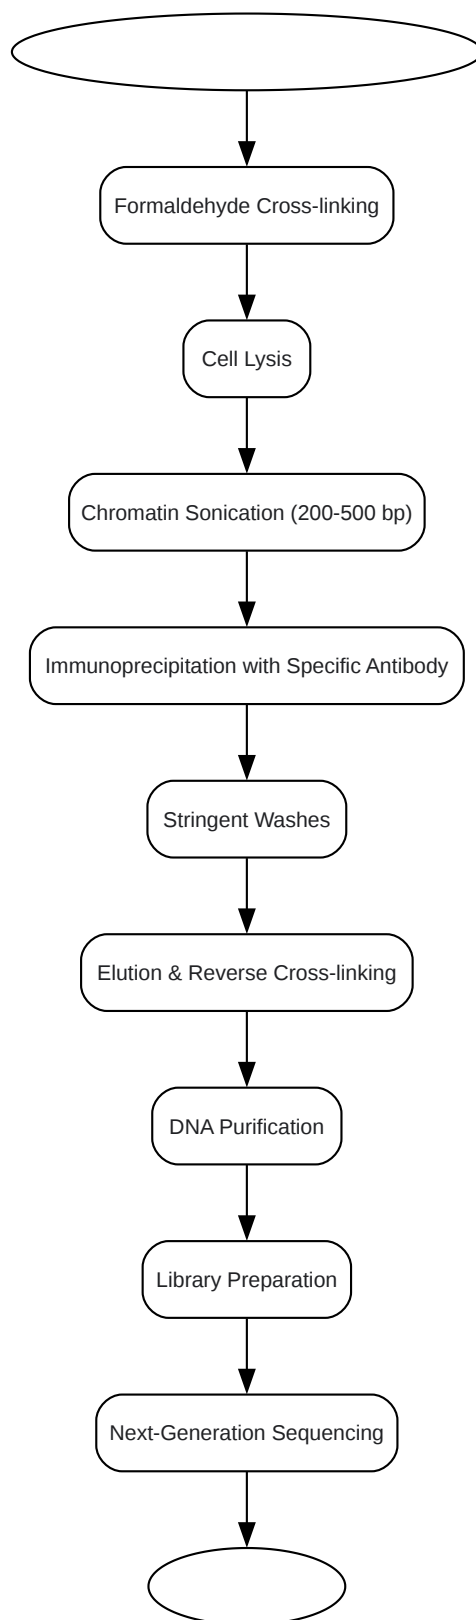 Formaldehyde Cross-linking
Cell Lysis
Chromatin Sonication (200-500 bp)
Immunoprecipitation with Specific Antibody
Stringent Washes
Elution & Reverse Cross-linking
DNA Purification
Library Preparation
Next-Generation Sequencing